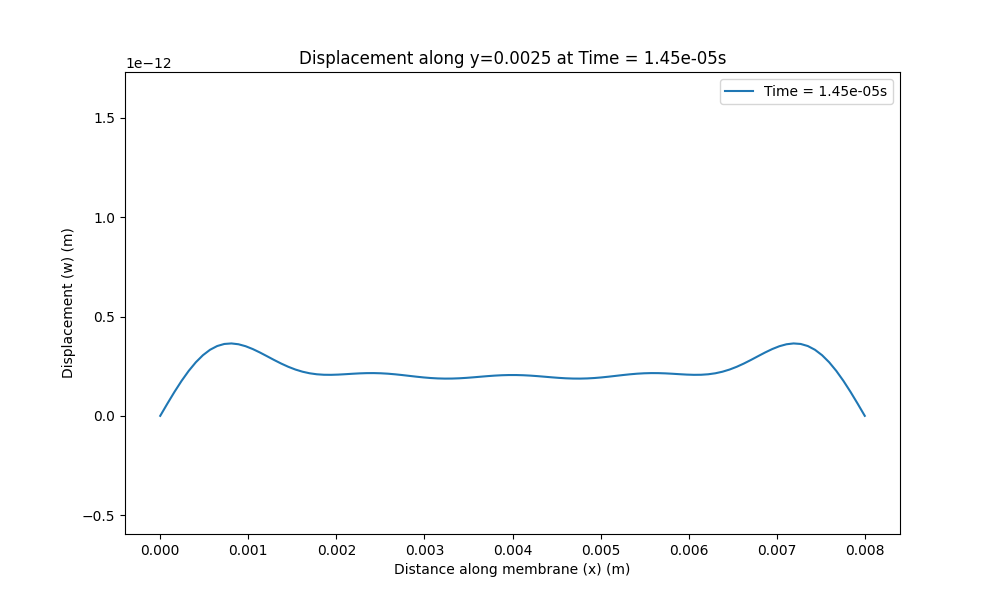 Displacement along y=0.0025 at Time = 1.45e-05s
1e−12
Time = 1.45e-05s
1.5
1.0
0.5
0.0
−0.5
Displacement (w) (m)
0.000 0.001 0.002 0.003 0.004 0.005 0.006 0.007 0.008
Distance along membrane (x) (m)